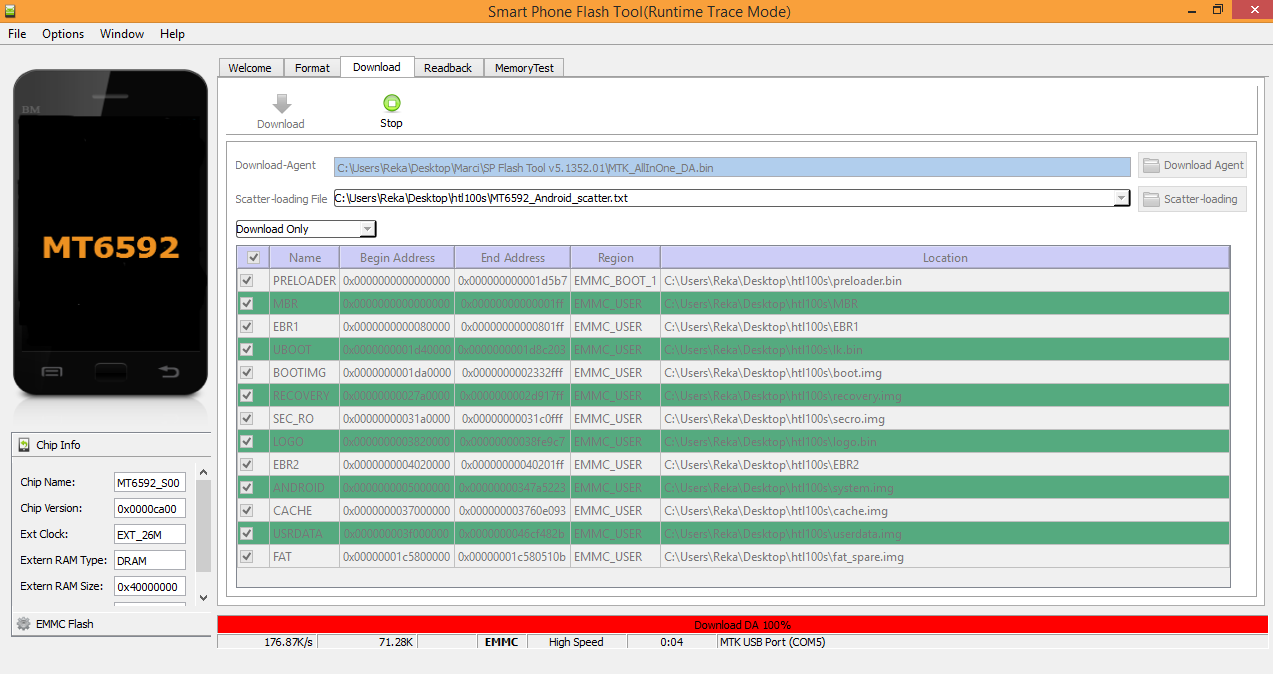 Smart Phone Flash Tool(Runtime Trace Mode)
File Options Window Help
Welcome Format Download Readback MemoryTest
Download Stop
BM
MT6592
Download-Agent C:\Users\Reka\Desktop\Marci\SP Flash Tool v5.1352.01\MTK_AllInOne_DA.bin Download Agent
Scatter-loading File C:\Users\Reka\Desktop\htl100s\MT6592_Android_scatter.txt Scatter-loading
Download Only
Name Begin Address End Address Region Location
PRELOADER 0x0000000000000000 0x000000000001d5b7 EMMC_BOOT_1 C:\Users\Reka\Desktop\htl100s\preloader.bin
MBR 0x0000000000000000 0x00000000000001ff EMMC_USER C:\Users\Reka\Desktop\htl100s\MBR
EBR1 0x0000000000080000 0x00000000000801ff EMMC_USER C:\Users\Reka\Desktop\htl100s\EBR1
UBOOT 0x0000000001d40000 0x0000000001d8c203 EMMC_USER C:\Users\Reka\Desktop\htl100s\lk.bin
BOOTIMG 0x0000000001da0000 0x0000000002332fff EMMC_USER C:\Users\Reka\Desktop\htl100s\boot.img
RECOVERY 0x00000000027a0000 0x0000000002d917ff EMMC_USER C:\Users\Reka\Desktop\htl100s\recovery.img
SEC_RO 0x00000000031a0000 0x00000000031c0fff EMMC_USER C:\Users\Reka\Desktop\htl100s\secro.img
LOGO 0x0000000003820000 0x00000000038fe9c7 EMMC_USER C:\Users\Reka\Desktop\htl100s\logo.bin
EBR2 0x0000000004020000 0x00000000040201ff EMMC_USER C:\Users\Reka\Desktop\htl100s\EBR2
ANDROID 0x0000000005000000 0x00000000347a5223 EMMC_USER C:\Users\Reka\Desktop\htl100s\system.img
CACHE 0x0000000037000000 0x000000003760e093 EMMC_USER C:\Users\Reka\Desktop\htl100s\cache.img
USRDATA 0x000000003f000000 0x0000000046cf482b EMMC_USER C:\Users\Reka\Desktop\htl100s\userdata.img
FAT 0x00000001c5800000 0x00000001c580510b EMMC_USER C:\Users\Reka\Desktop\htl100s\fat_spare.img
Chip Info
Chip Name: MT6592_S00
Chip Version: 0x0000ca00
Ext Clock: EXT_26M
Extern RAM Type: DRAM
Extern RAM Size: 0x40000000
EMMC Flash
Download DA 100%
176.87K/s 71.28K EMMC High Speed 0:04 MTK USB Port (COM5)